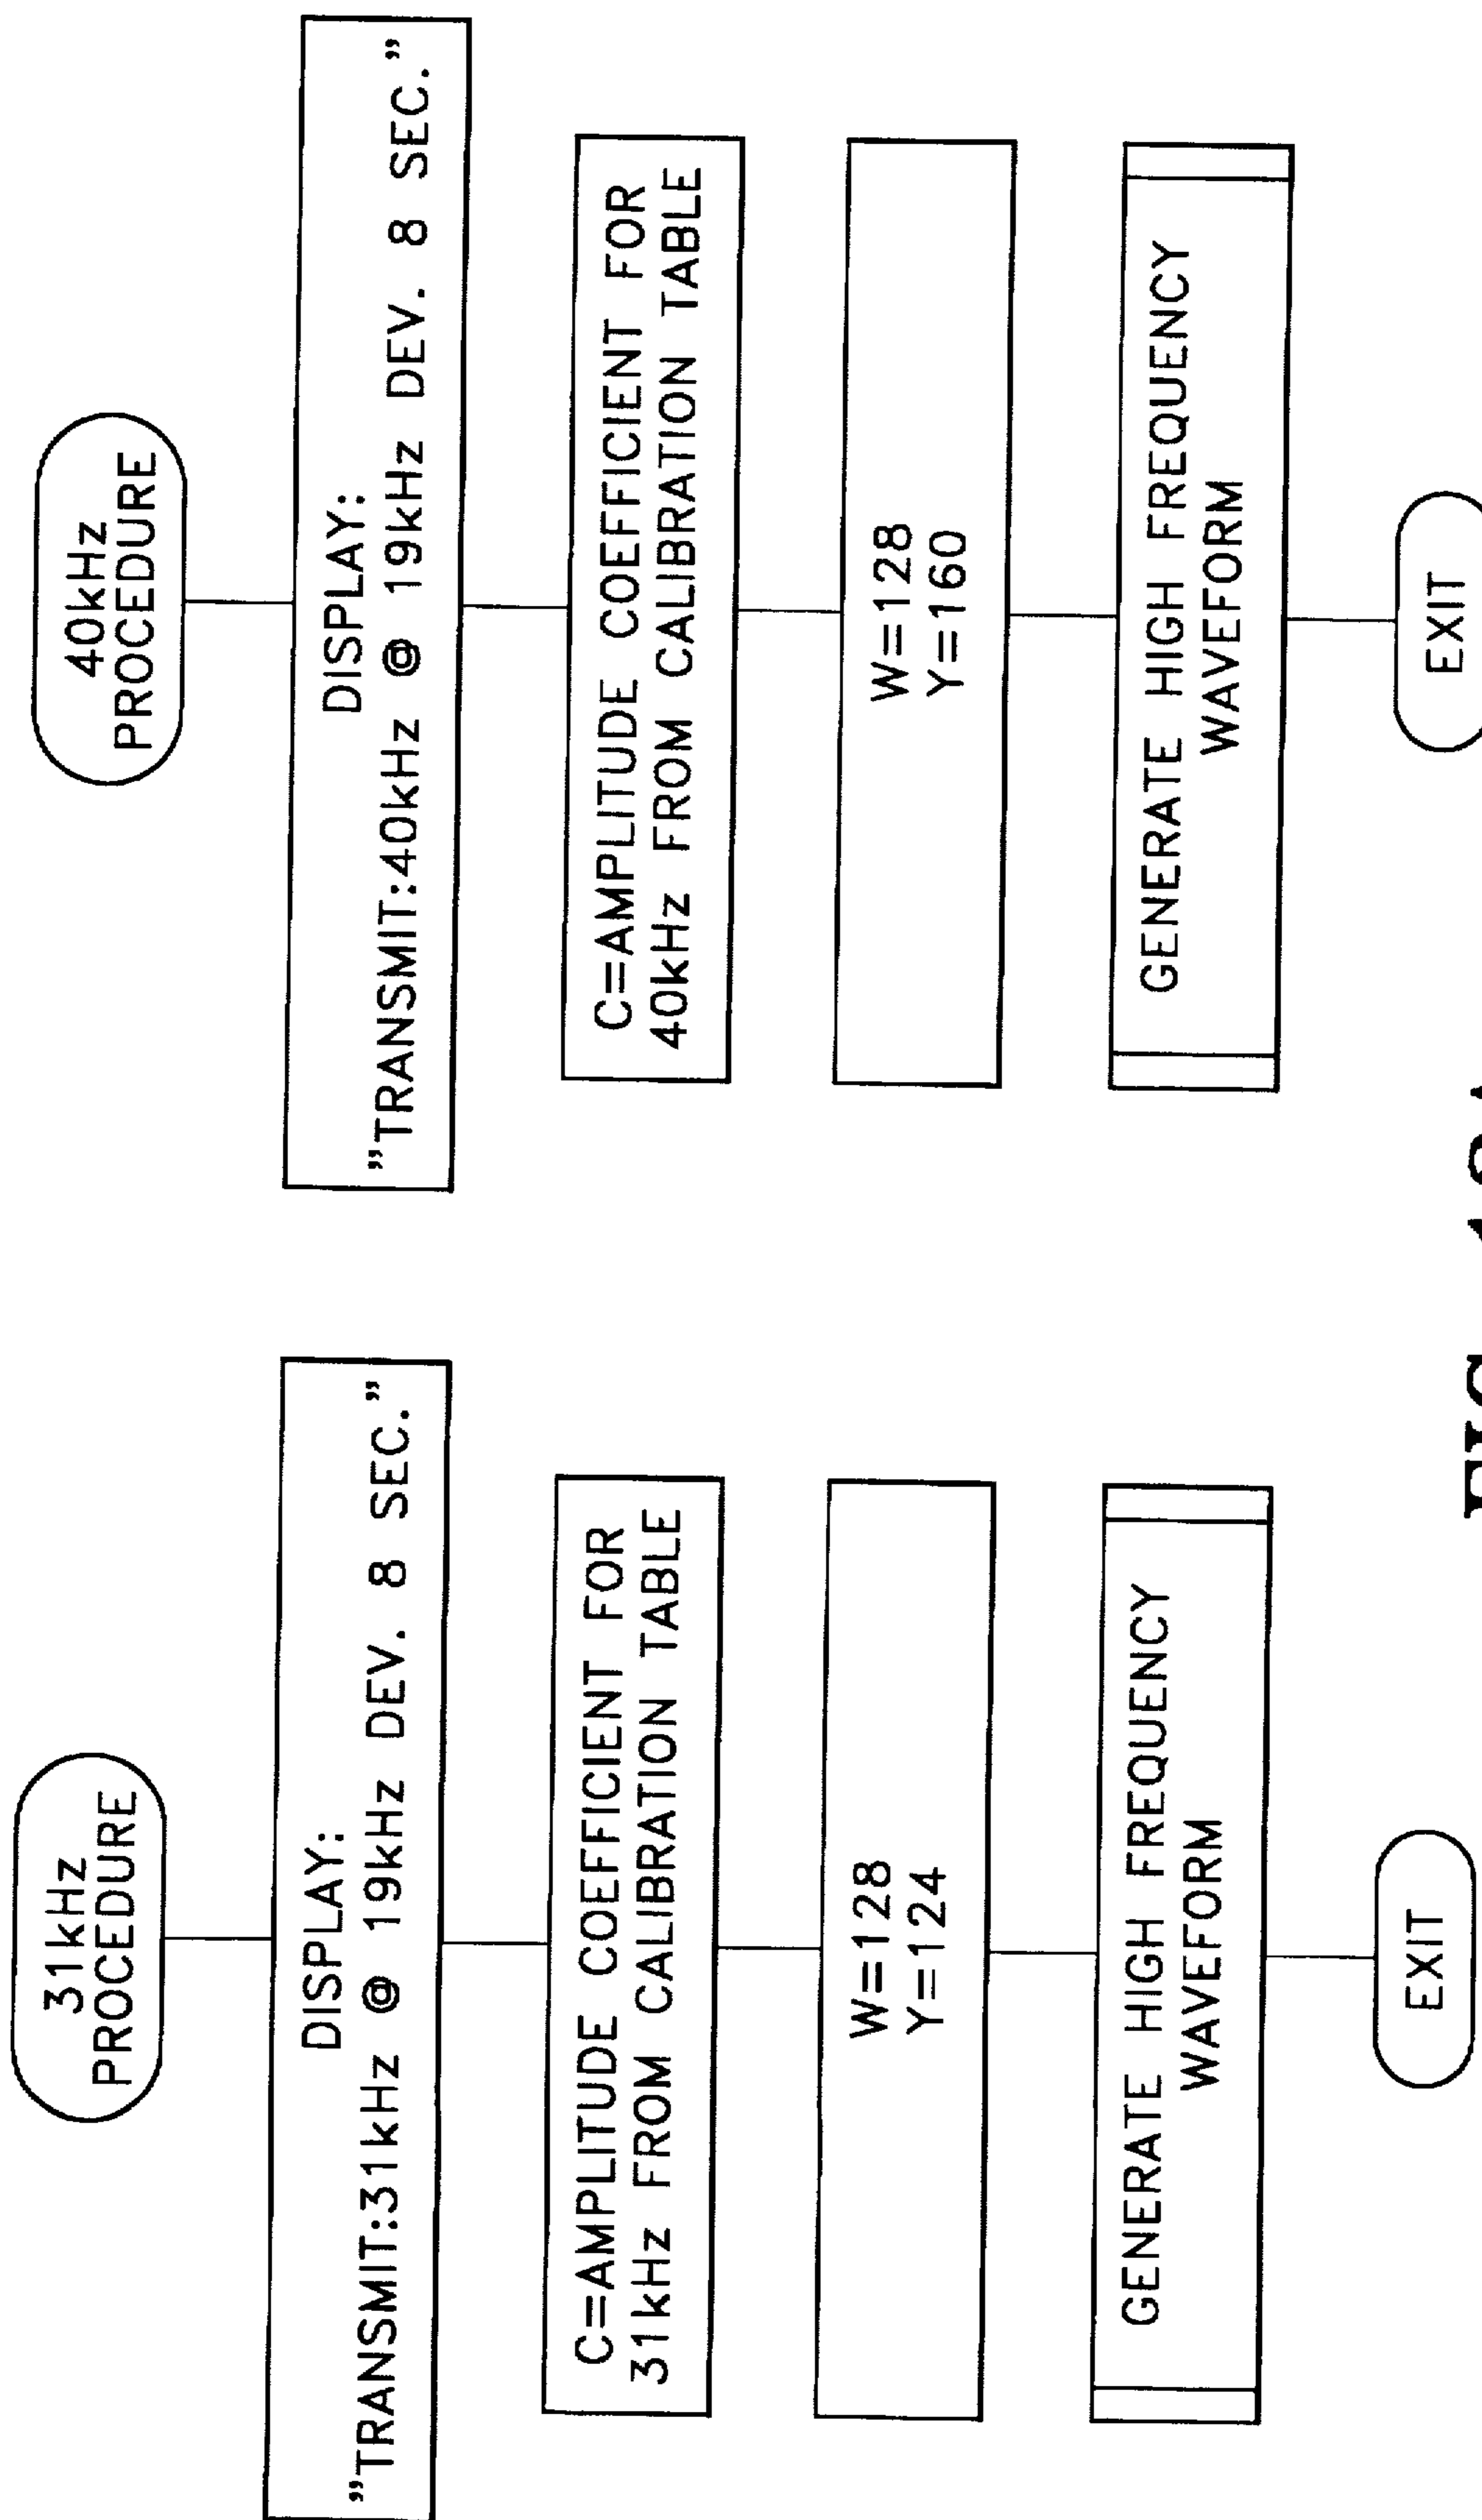 31kHz
PROCEDURE
DISPLAY:
"TRANSMIT:31kHz @ 19kHz DEV. 8 SEC."
C=AMPLITUDE COEFFICIENT FOR
31kHz FROM CALIBRATION TABLE
W=128
Y=124
GENERATE HIGH FREQUENCY
WAVEFORM
EXIT
40kHz
PROCEDURE
DISPLAY:
"TRANSMIT:40kHz @ 19kHz DEV. 8 SEC."
C=AMPLITUDE COEFFICIENT FOR
40kHz FROM CALIBRATION TABLE
W=128
Y=160
GENERATE HIGH FREQUENCY
WAVEFORM
EXIT